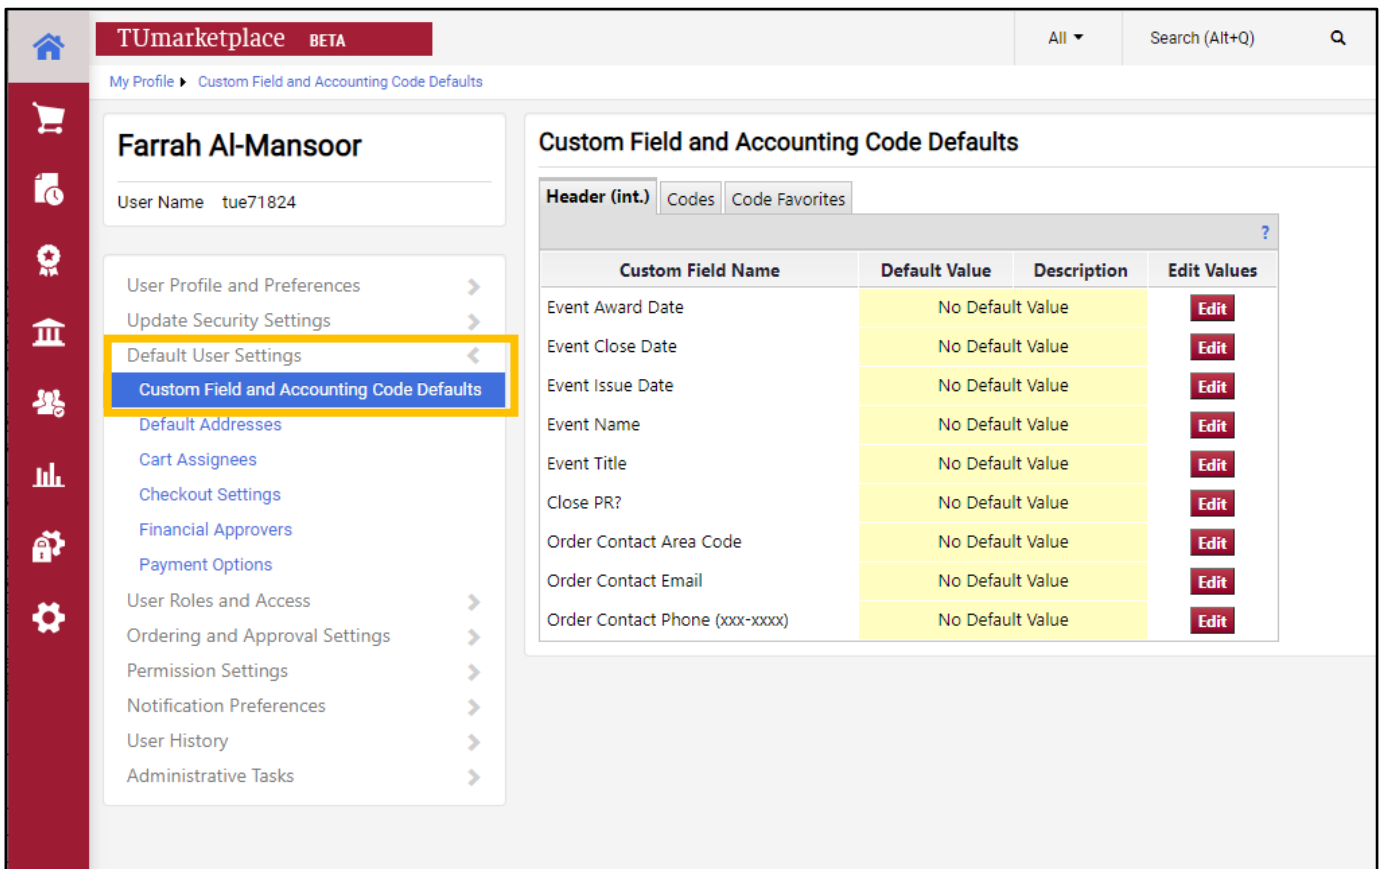 TUmarketplace BETA
All
Search (Alt+Q)
My Profile Custom Field and Accounting Code Defaults
Farrah Al-Mansoor
User Name tue71824
User Profile and Preferences
Update Security Settings
Default User Settings
Custom Field and Accounting Code Defaults
Default Addresses
Cart Assignees
Checkout Settings
Financial Approvers
Payment Options
User Roles and Access
Ordering and Approval Settings
Permission Settings
Notification Preferences
User History
Administrative Tasks
Custom Field and Accounting Code Defaults
Header (int.) Codes Code Favorites
?
Custom Field Name Default Value Description Edit Values
Event Award Date No Default Value Edit
Event Close Date No Default Value Edit
Event Issue Date No Default Value Edit
Event Name No Default Value Edit
Event Title No Default Value Edit
Close PR? No Default Value Edit
Order Contact Area Code No Default Value Edit
Order Contact Email No Default Value Edit
Order Contact Phone (xxx-xxxx) No Default Value Edit